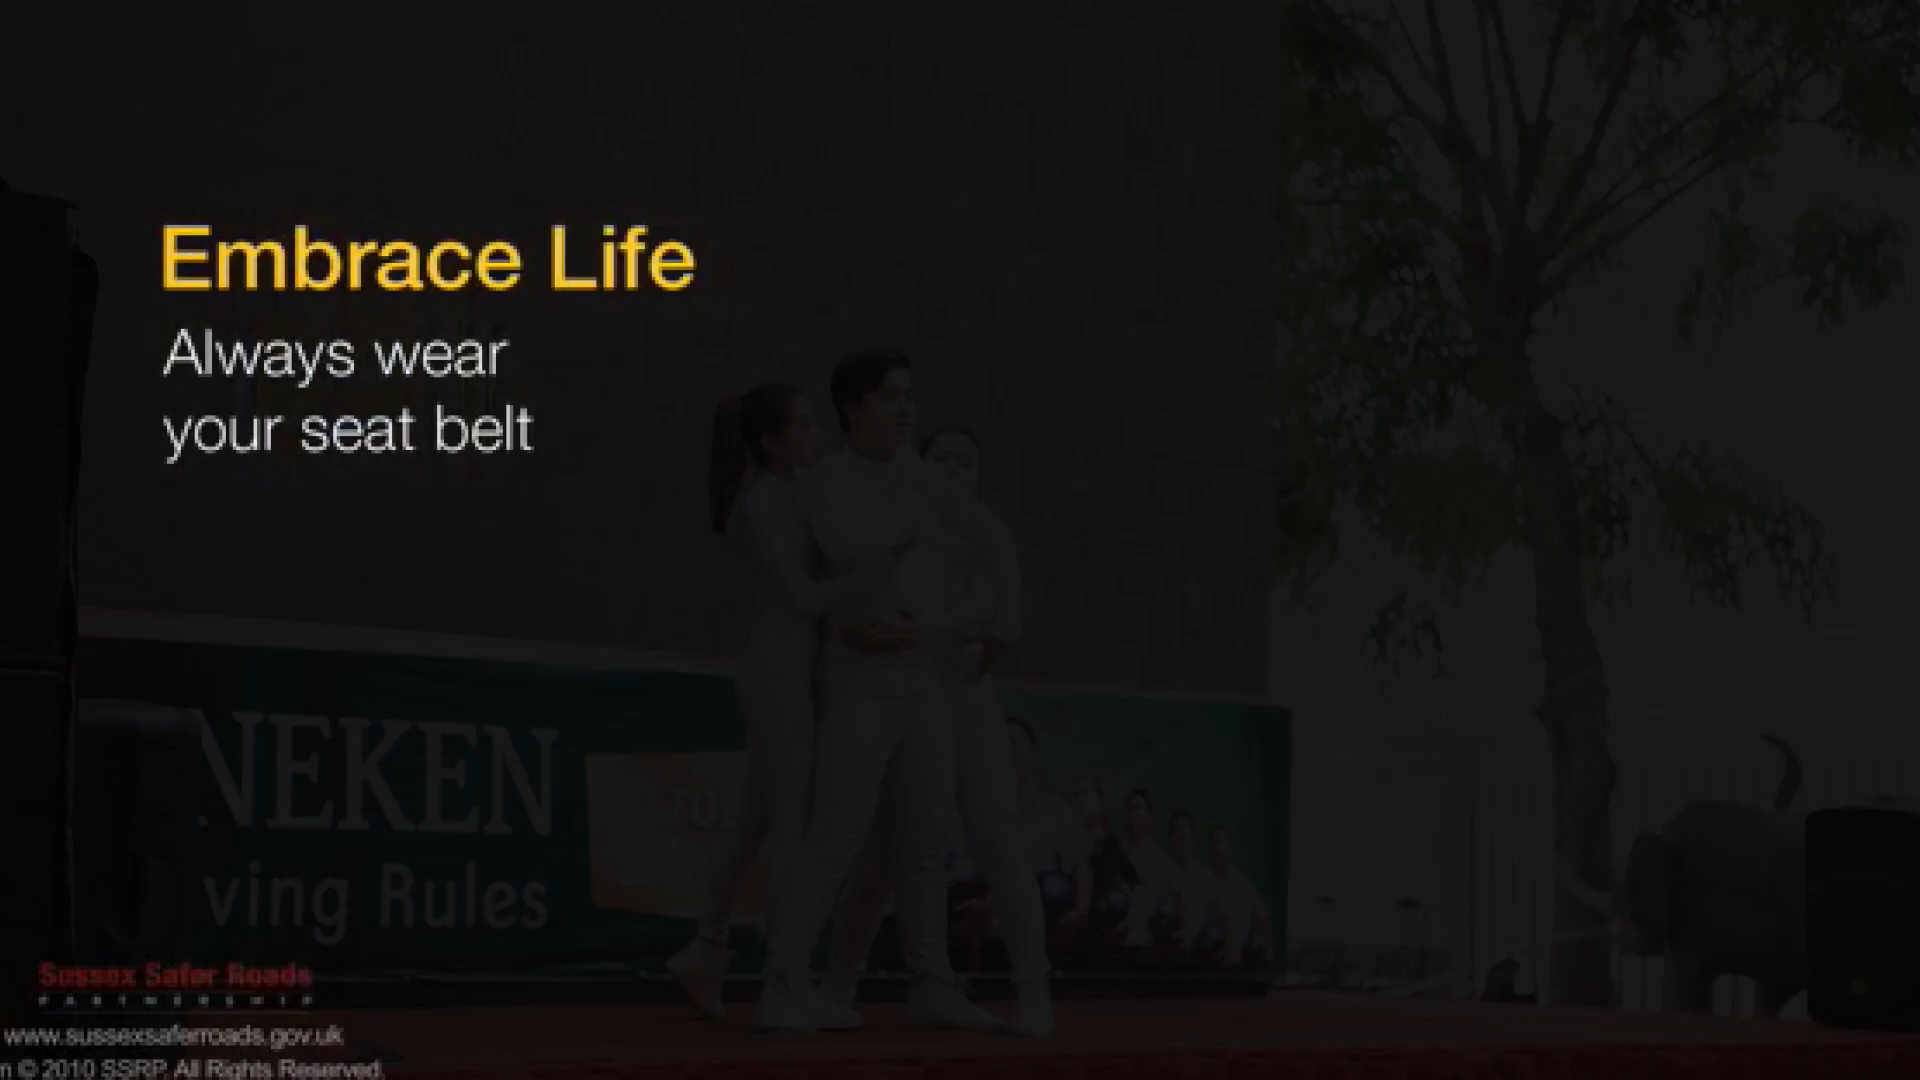 Embrace Life
Always wear
your seat belt
NEKEN
ving Rules
Sussex Safer Roads
PARTNERSHIP
www.sussexsaferroads.gov.uk
© 2010 SSRP. All Rights Reserved.